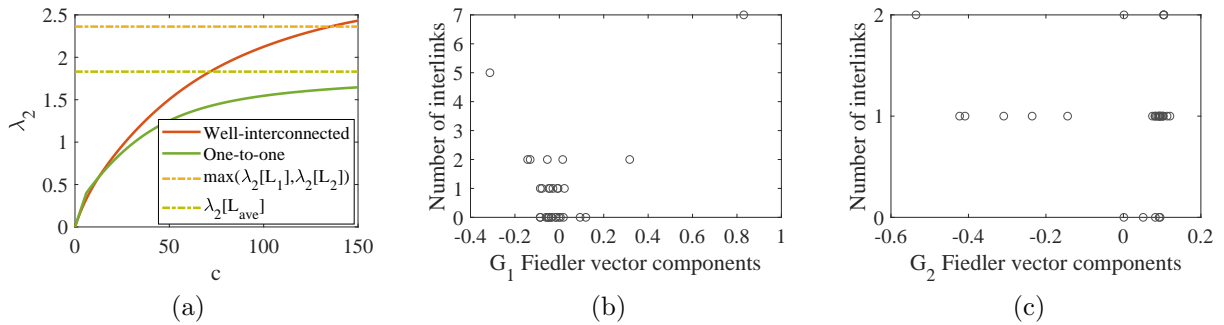 2.5
2
1.5
1
0.5
0
0 50 100 150
λ2
c
Well-interconnected
One-to-one
max(λ2[L1],λ2[L2])
λ2[Lave]
(a)
7
6
5
4
3
2
1
0
-0.4 -0.2 0 0.2 0.4 0.6 0.8 1
Number of interlinks
G1 Fiedler vector components
(b)
2
1
0
-0.6 -0.4 -0.2 0 0.2
Number of interlinks
G2 Fiedler vector components
(c)